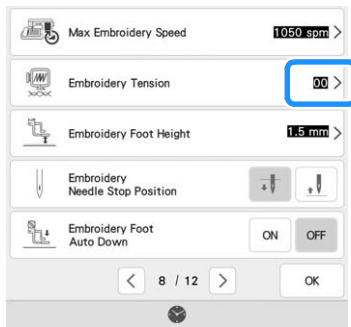 Max Embroidery Speed 1050 spm >
Embroidery Tension 00 >
Embroidery Foot Height 1.5 mm >
Embroidery
Needle Stop Position
Embroidery Foot
Auto Down ON OFF
< 8 / 12 > OK